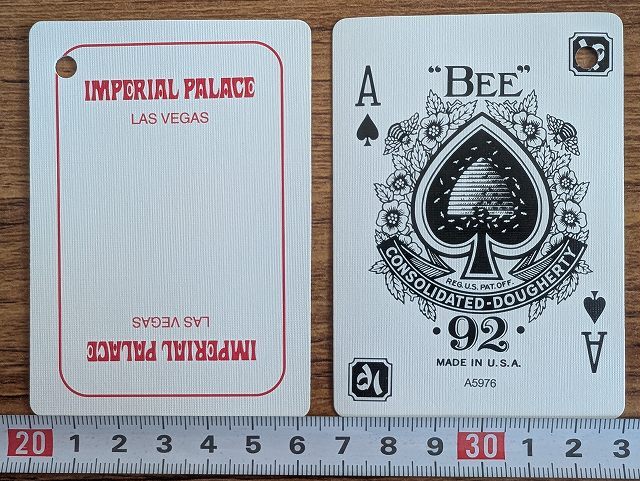 IMPERIAL PALACE
LAS VEGAS
LAS VEGAS
IMPERIAL PALACE
A
"BEE"
REG. U.S. PAT. OFF.
CONSOLIDATED-DOUGHERTY
·92·
MADE IN U.S.A.
A5976
A
20 1 2 3 4 5 6 7 8 9 30 1 2 3